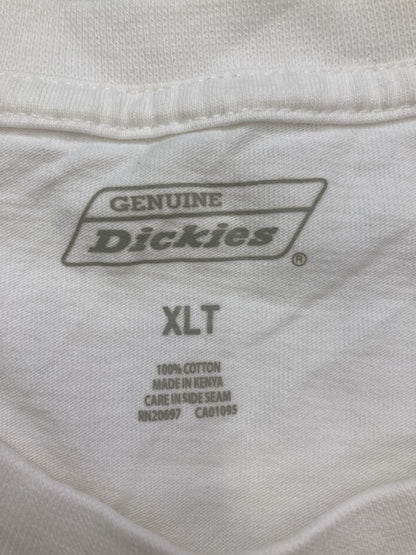 GENUINE
Dickies
®
XLT
100% COTTON
MADE IN KENYA
CARE IN SIDE SEAM
RN20697 CA01095